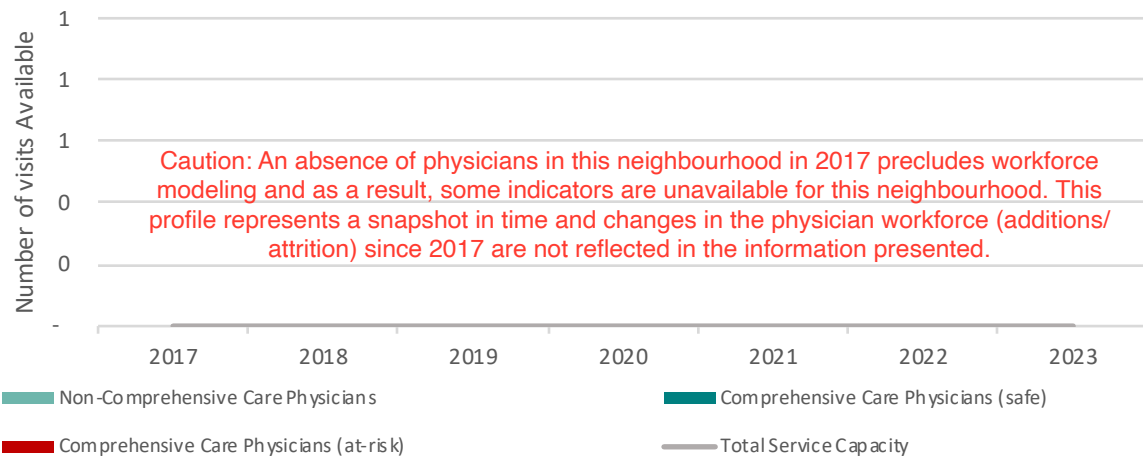 Number of visits Available
1
1
1
0
0
-
Caution: An absence of physicians in this neighbourhood in 2017 precludes workforce
modeling and as a result, some indicators are unavailable for this neighbourhood. This
profile represents a snapshot in time and changes in the physician workforce (additions/
attrition) since 2017 are not reflected in the information presented.
2017 2018 2019 2020 2021 2022 2023
Non-Comprehensive Care Physicians Comprehensive Care Physicians (safe)
Comprehensive Care Physicians (at-risk) Total Service Capacity